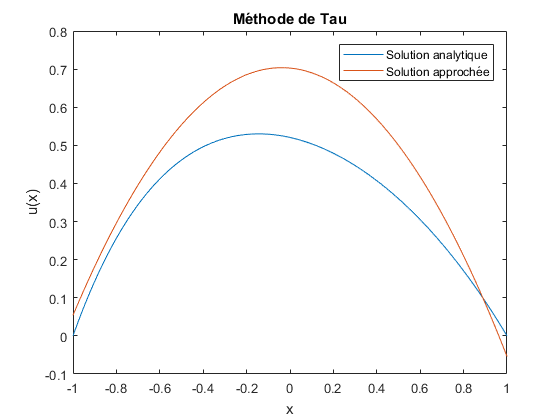 Méthode de Tau
Solution analytique
Solution approchée
0.8
0.7
0.6
0.5
0.4
0.3
0.2
0.1
0
-0.1
u(x)
-1 -0.8 -0.6 -0.4 -0.2 0 0.2 0.4 0.6 0.8 1
x